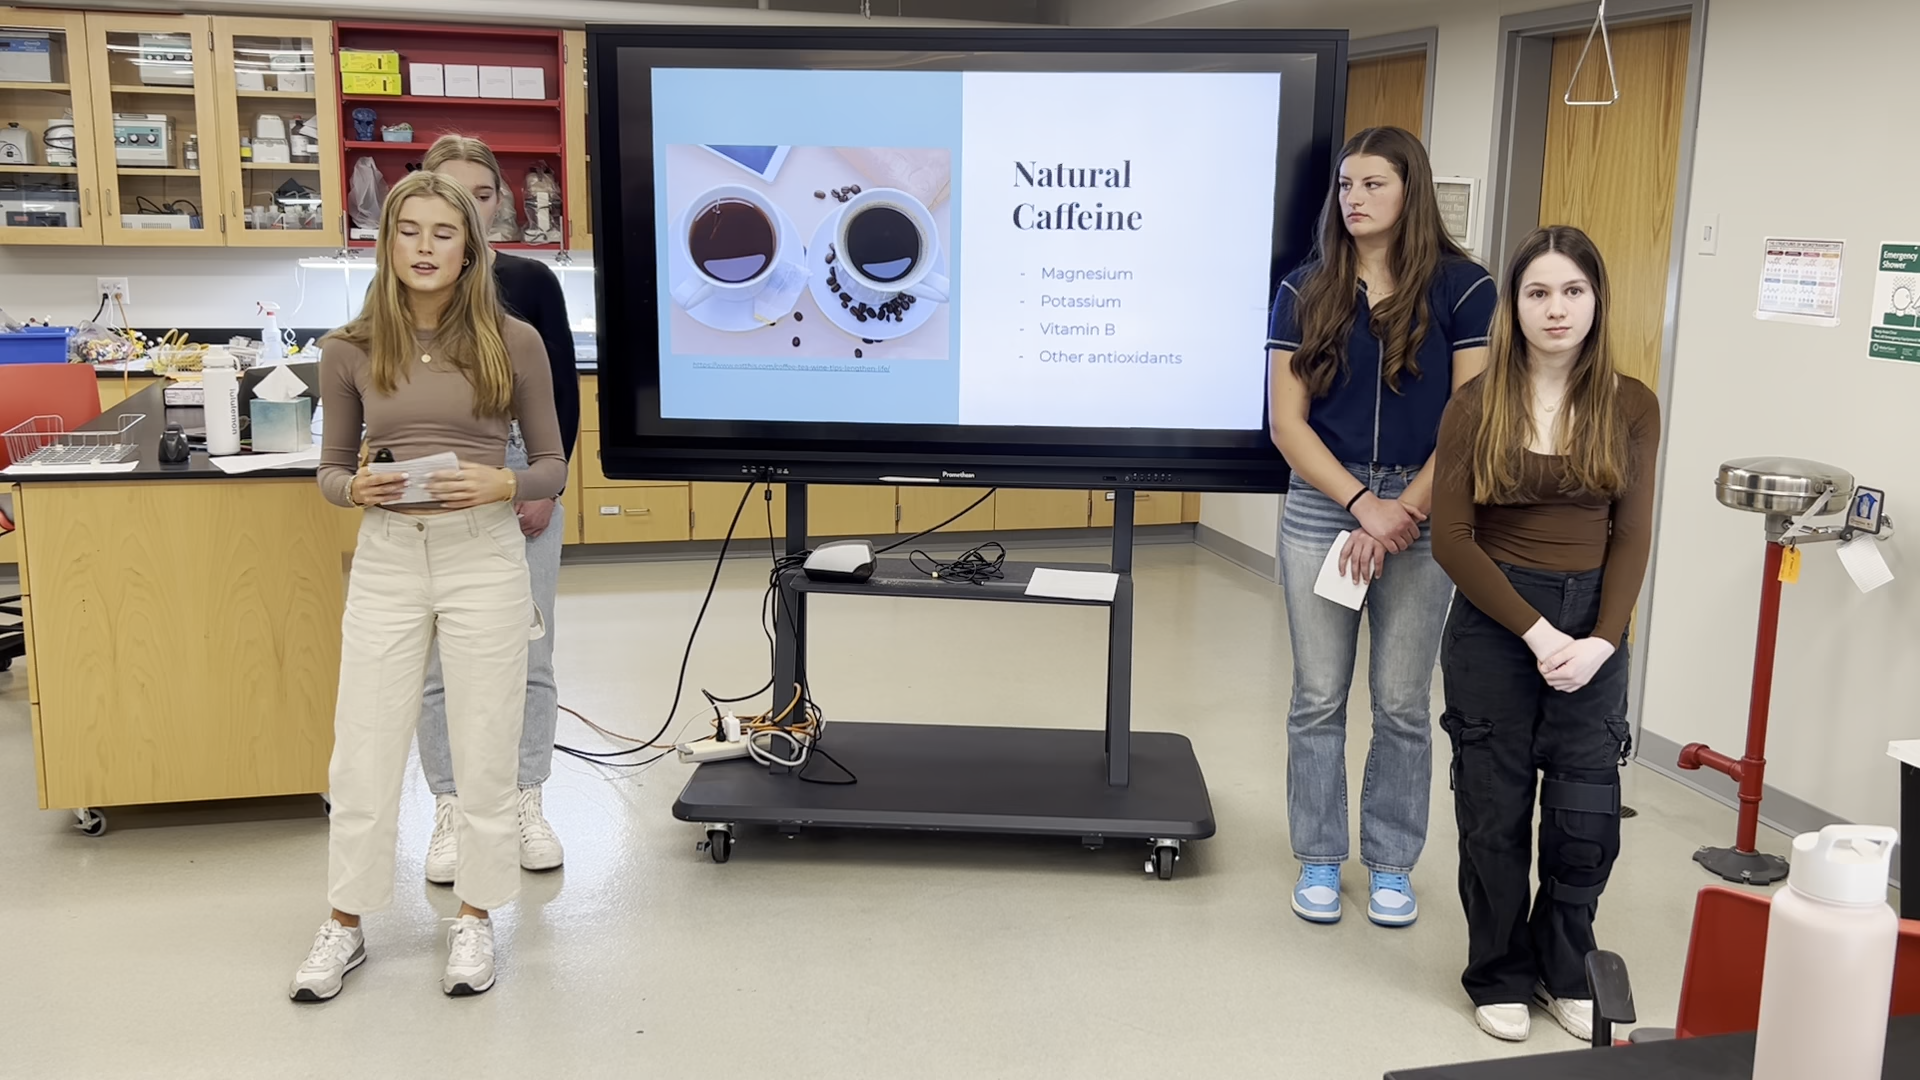 Natural
Caffeine
- Magnesium
- Potassium
- Vitamin B
- Other antioxidants
Promethean
lululemon
Emergency
Shower